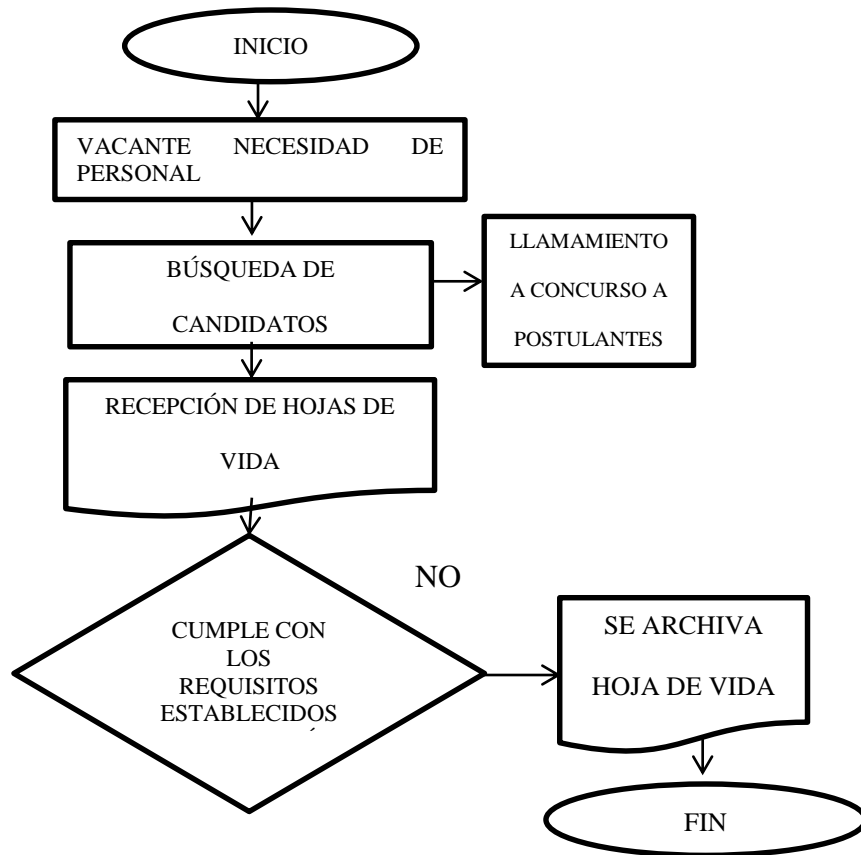 INICIO
VACANTE NECESIDAD DE
PERSONAL
BÚSQUEDA DE
CANDIDATOS
LLAMAMIENTO
A CONCURSO A
POSTULANTES
RECEPCIÓN DE HOJAS DE
VIDA
NO
CUMPLE CON
LOS
REQUISITOS
ESTABLECIDOS
SE ARCHIVA
HOJA DE VIDA
FIN